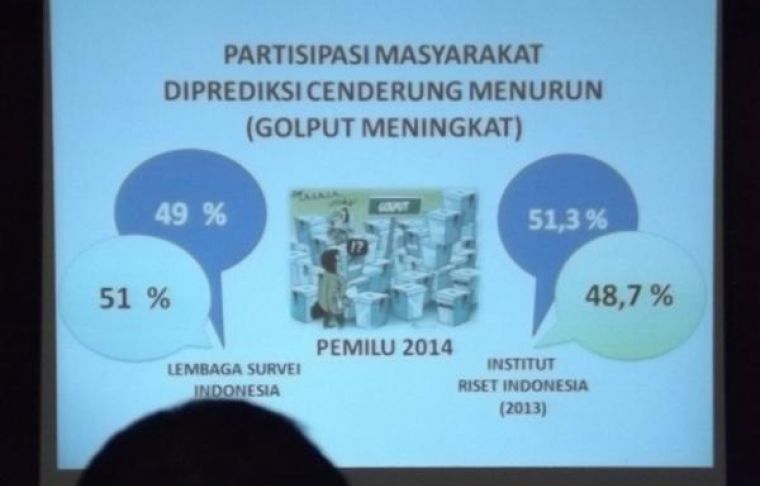 PARTISIPASI MASYARAKAT
DIPREDIKSI CENDERUNG MENURUN
(GOLPUT MENINGKAT)
49 %
51 %
GOLPUT
!?
51,3 %
48,7 %
PEMILU 2014
LEMBAGA SURVEI
INDONESIA
INSTITUT
RISET INDONESIA
(2013)